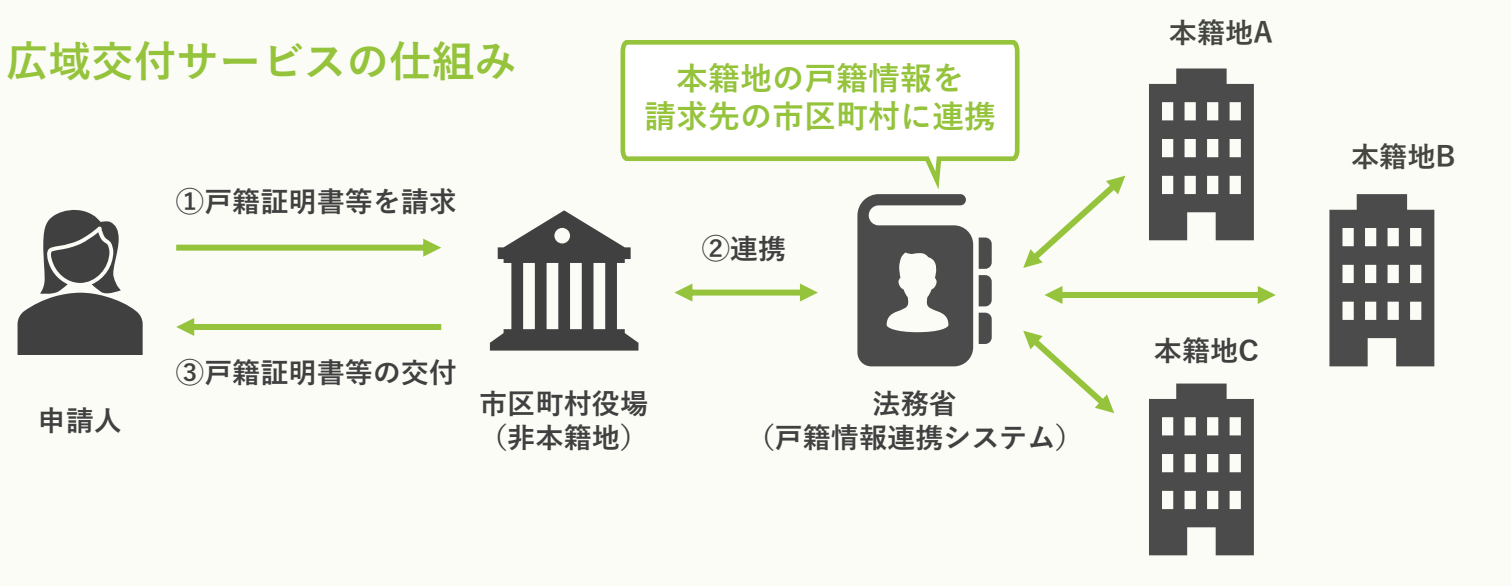 広域交付サービスの仕組み
本籍地の戸籍情報を
請求先の市区町村に連携
本籍地A
本籍地B
①戸籍証明書等を請求
②連携
③戸籍証明書等の交付
本籍地C
申請人
市区町村役場
（非本籍地）
法務省
（戸籍情報連携システム）